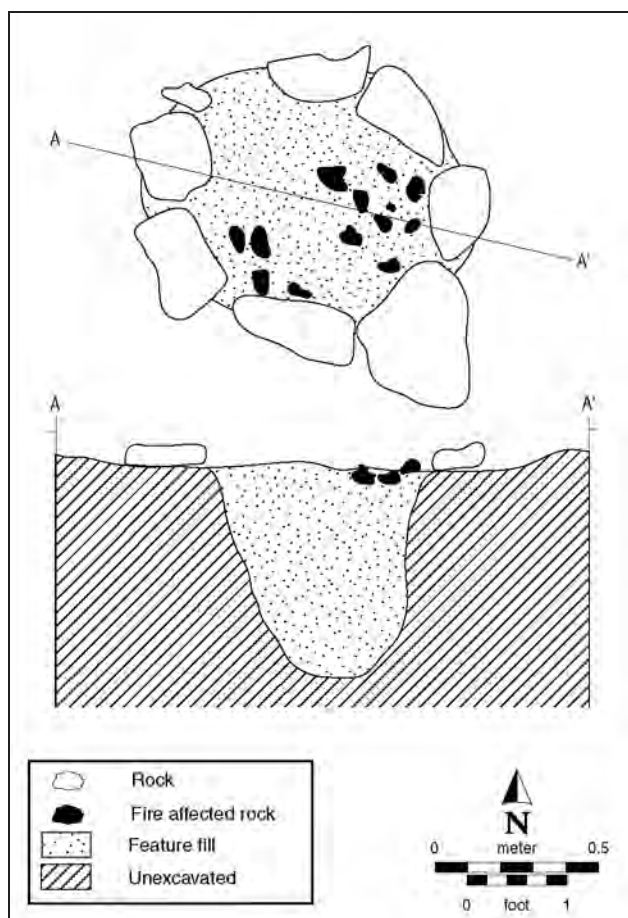 A
A'
A
A'
Rock
Fire affected rock
Feature fill
Unexcavated
N
0 meter 0.5
0 foot 1